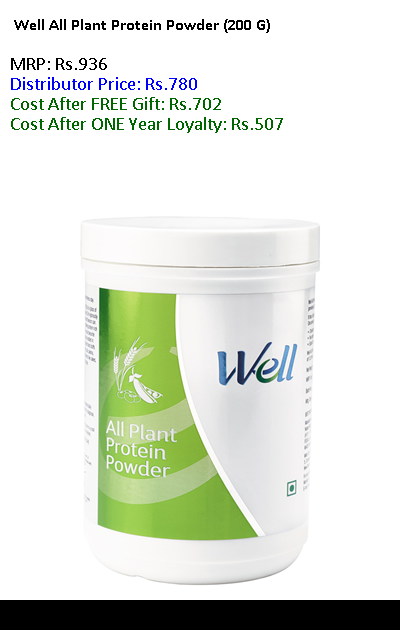 Well All Plant Protein Powder (200 G)
MRP: Rs.936
Distributor Price: Rs.780
Cost After FREE Gift: Rs.702
Cost After ONE Year Loyalty: Rs.507
Well
All Plant
Protein
Powder